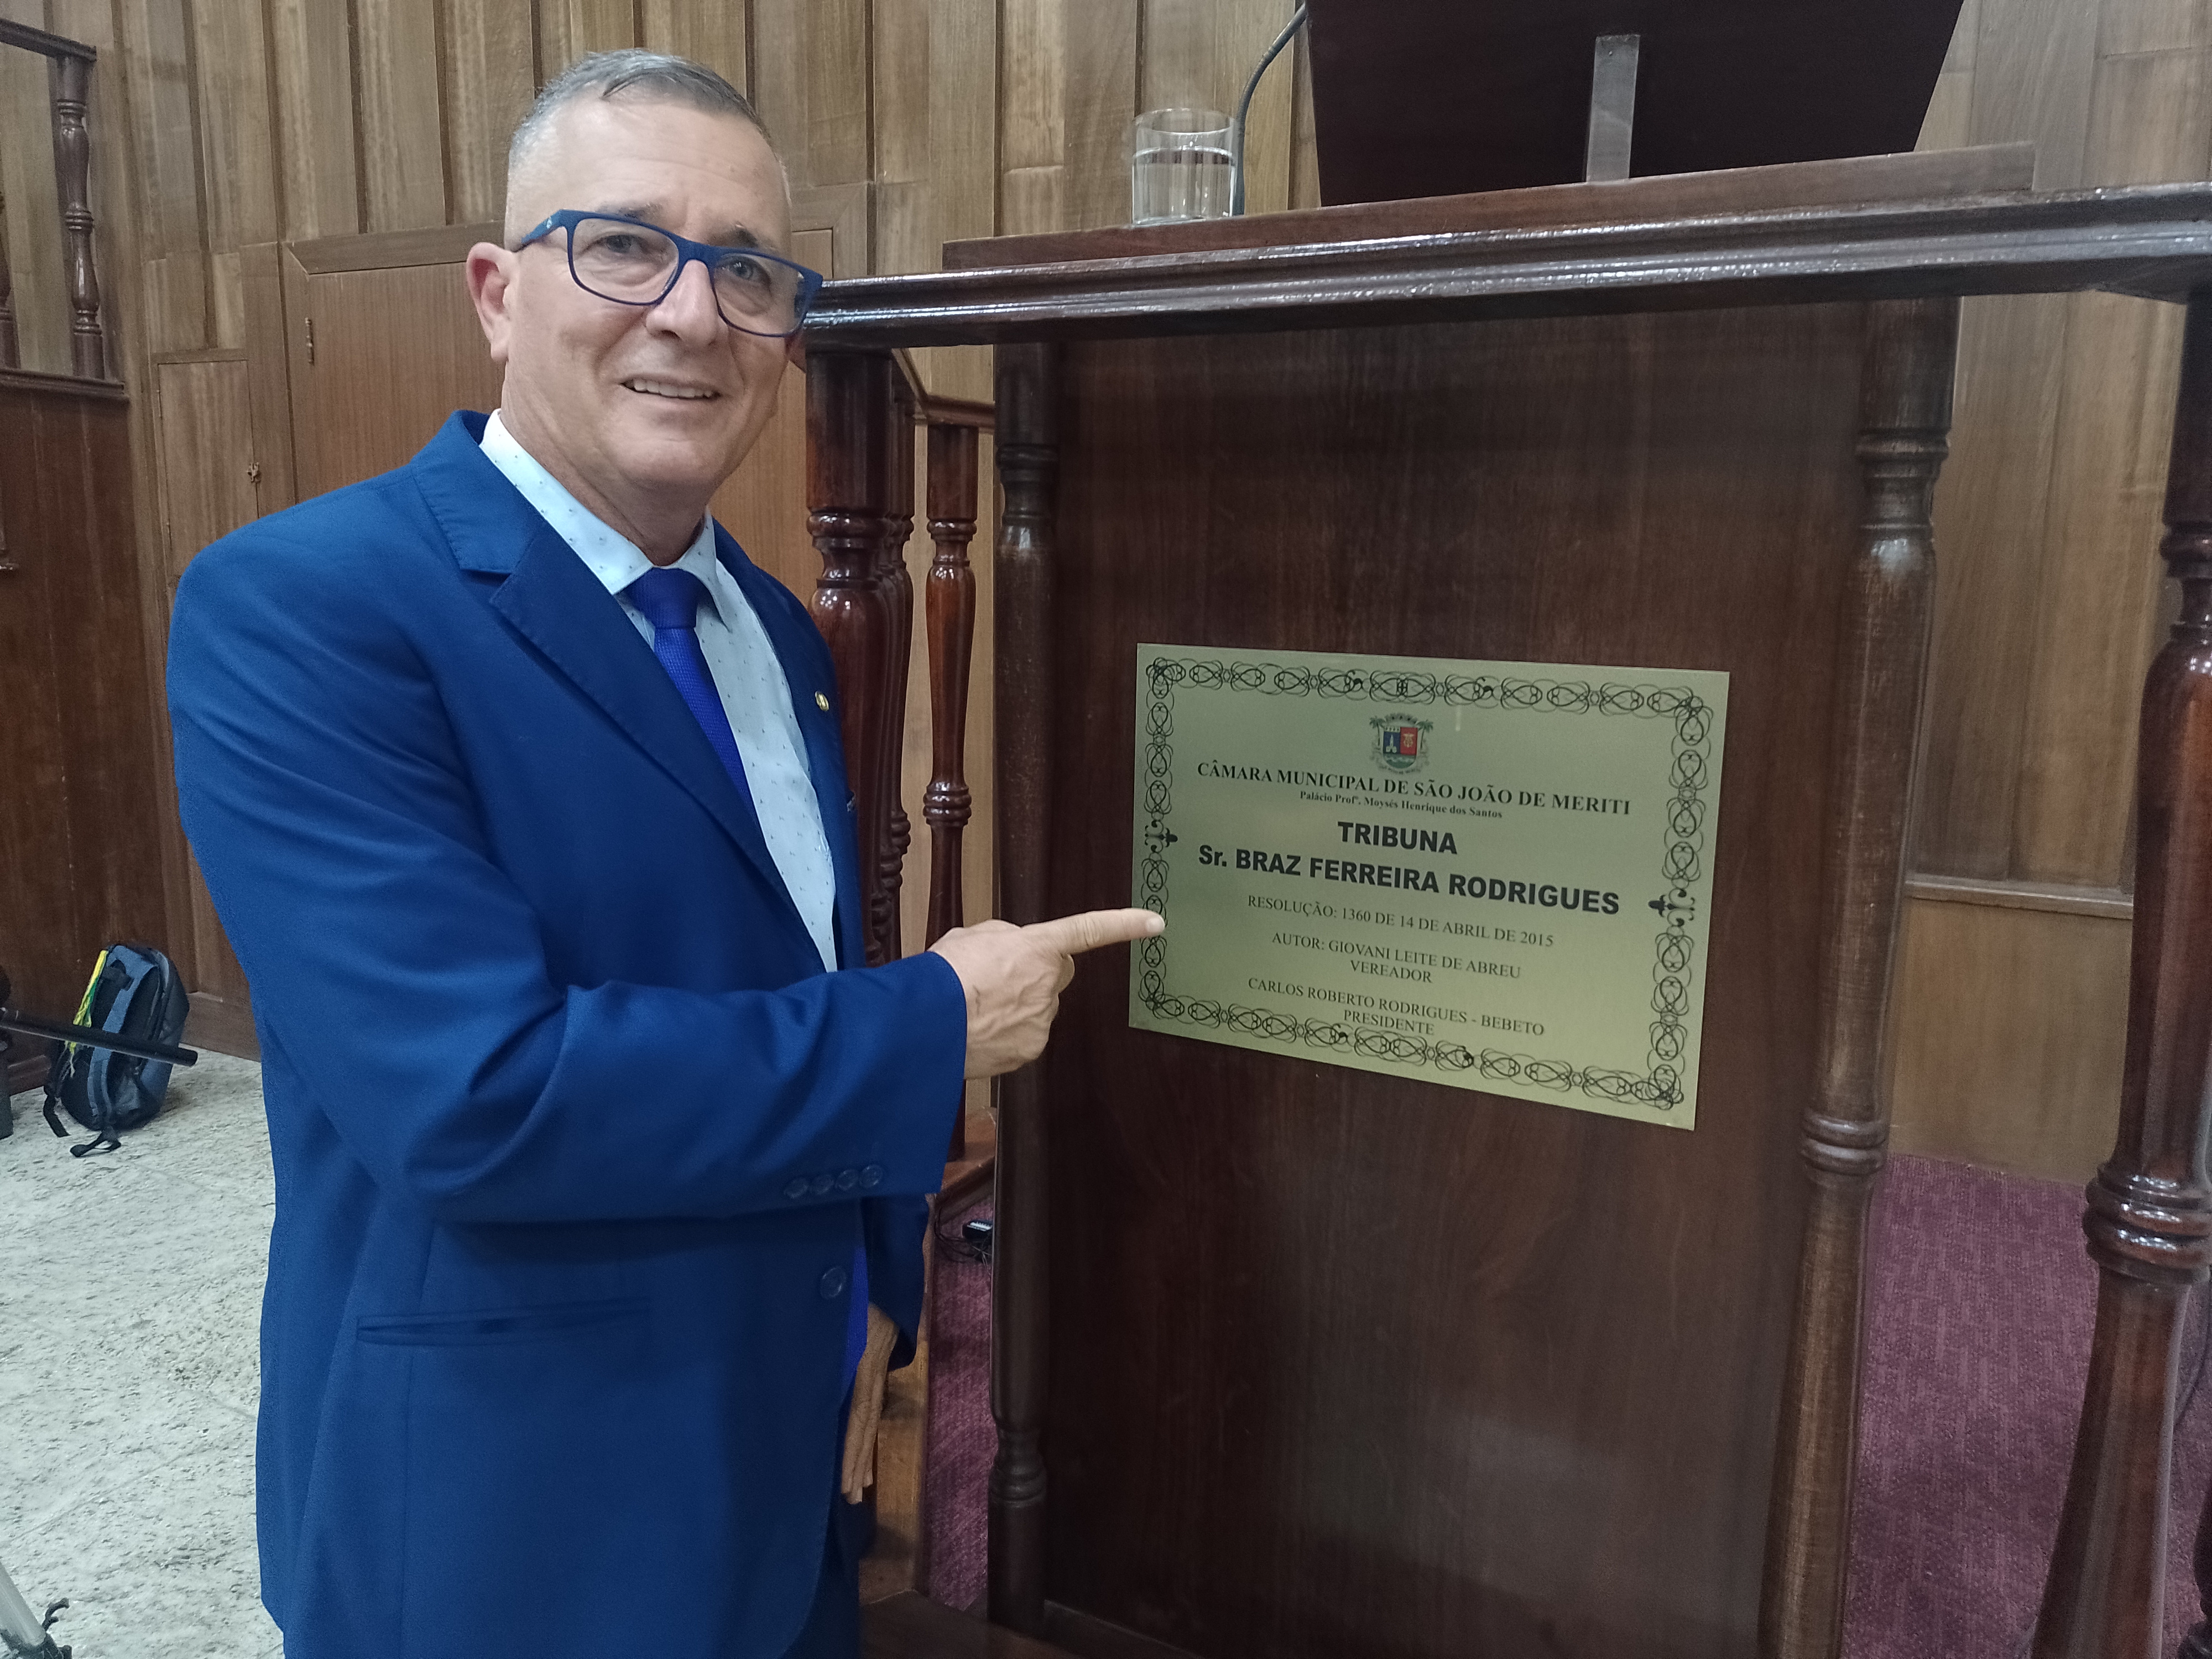 CÂMARA MUNICIPAL DE SÃO JOÃO DE MERITI
Palácio Profº. Moysés Henrique dos Santos
TRIBUNA
Sr. BRAZ FERREIRA RODRIGUES
RESOLUÇÃO: 1360 DE 14 DE ABRIL DE 2015
AUTOR: GIOVANI LEITE DE ABREU
VEREADOR
CARLOS ROBERTO RODRIGUES - BEBETO
PRESIDENTE